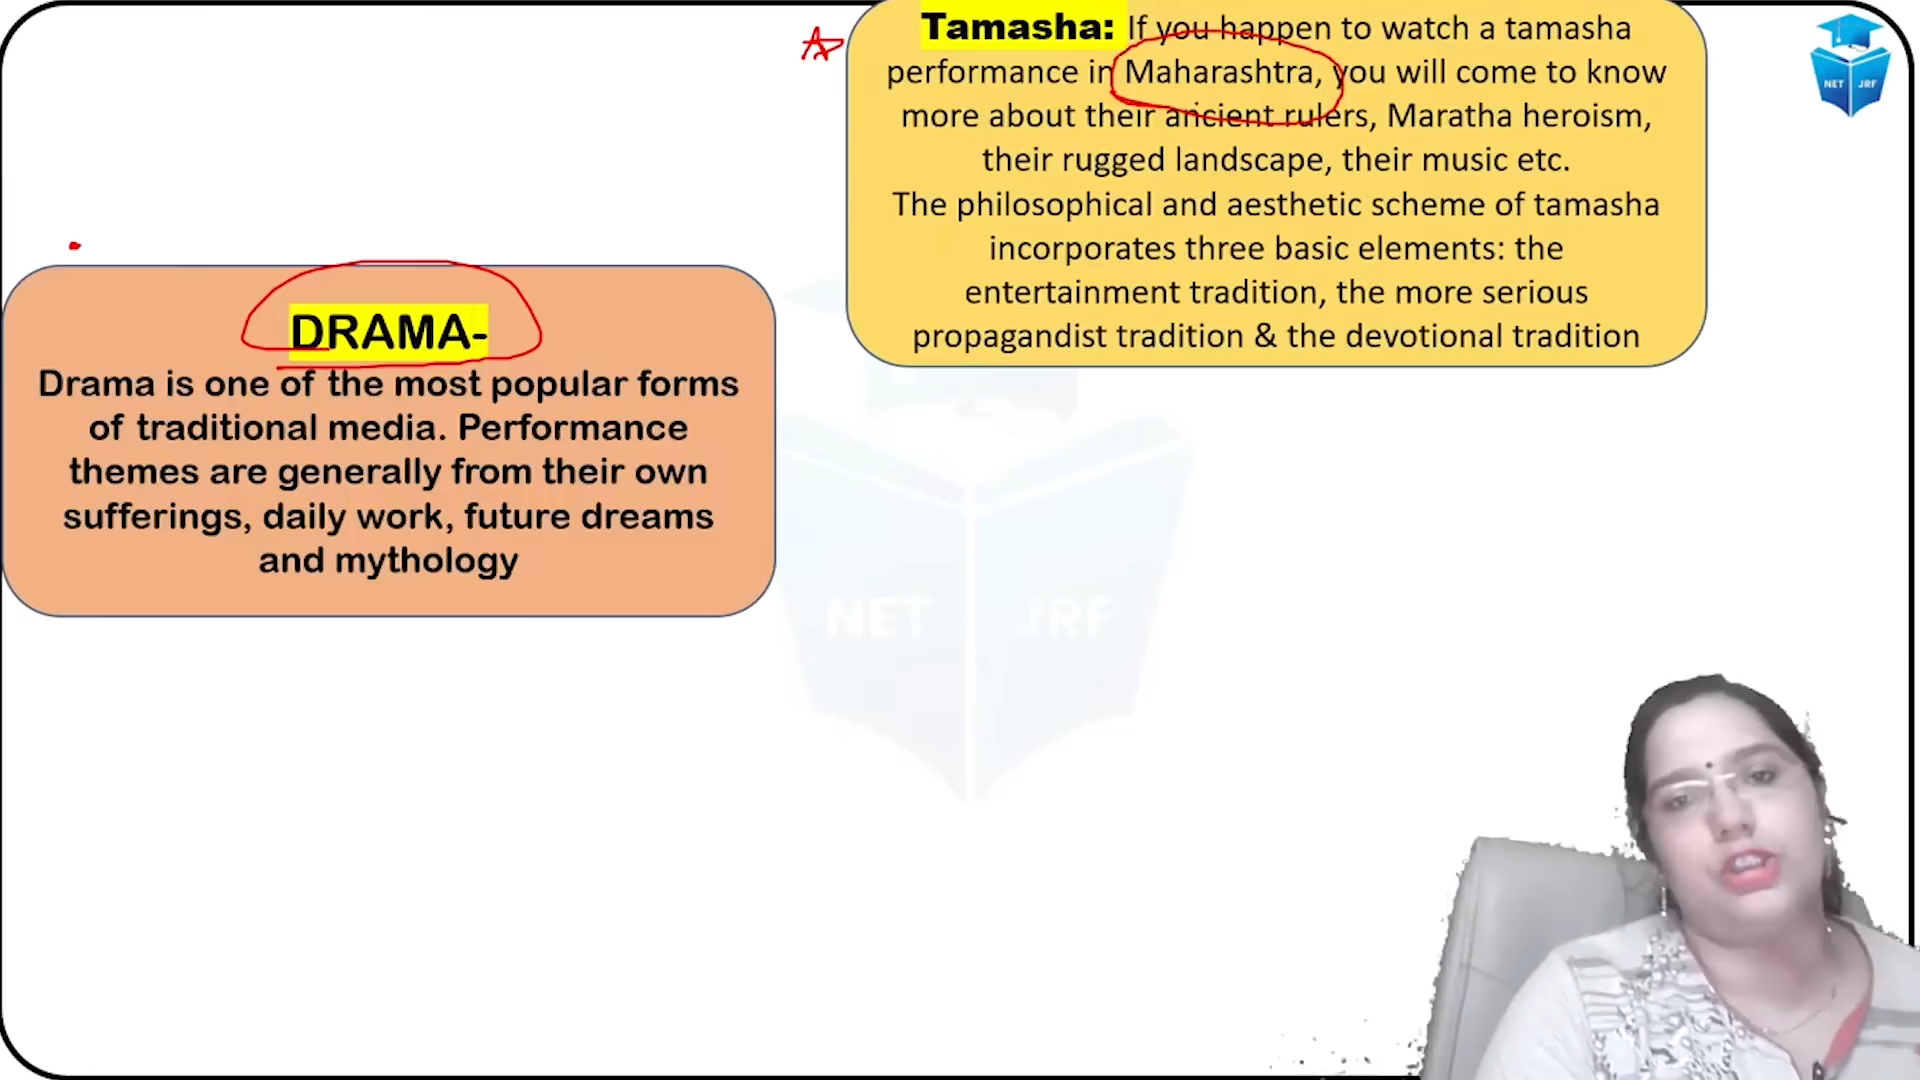 Tamasha: If you happen to watch a tamasha
performance in Maharashtra, you will come to know
more about their ancient rulers, Maratha heroism,
their rugged landscape, their music etc.
The philosophical and aesthetic scheme of tamasha
incorporates three basic elements: the
entertainment tradition, the more serious
propagandist tradition & the devotional tradition
NET JRF
DRAMA-
Drama is one of the most popular forms
of traditional media. Performance
themes are generally from their own
sufferings, daily work, future dreams
and mythology
NET JRF